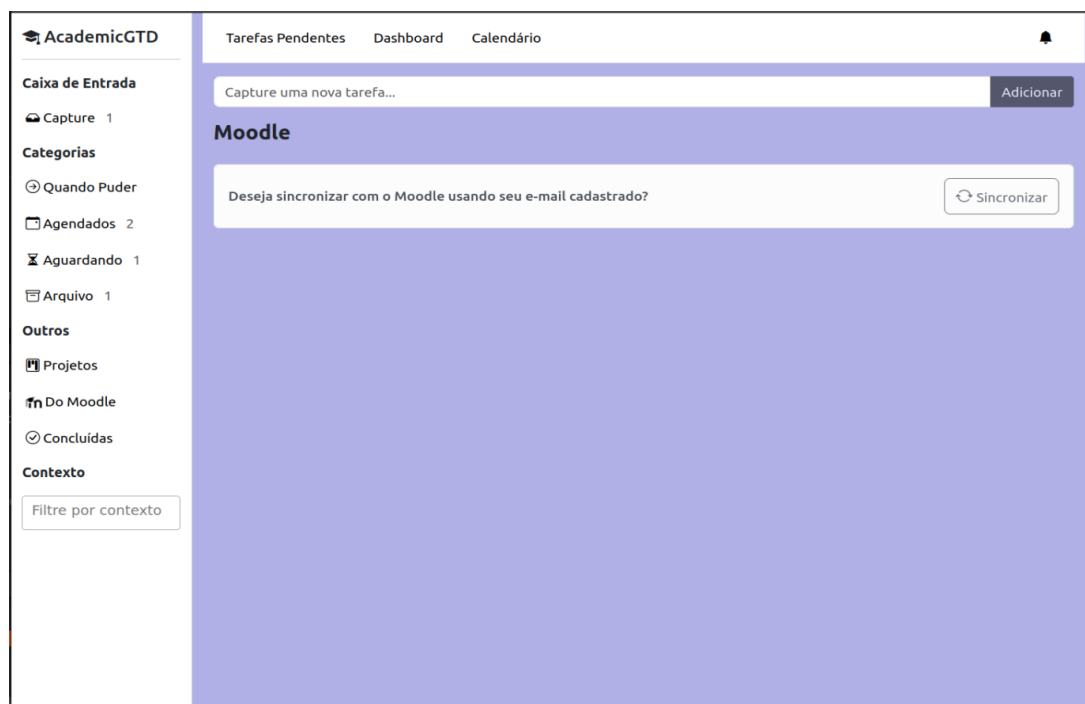 AcademicGTD
Caixa de Entrada
Capture 1
Categorias
Quando Puder
Agendados 2
Aguardando 1
Arquivo 1
Outros
Projetos
Do Moodle
Concluídas
Contexto
Filtre por contexto
Tarefas Pendentes Dashboard Calendário
Capture uma nova tarefa... Adicionar
Moodle
Deseja sincronizar com o Moodle usando seu e-mail cadastrado? Sincronizar